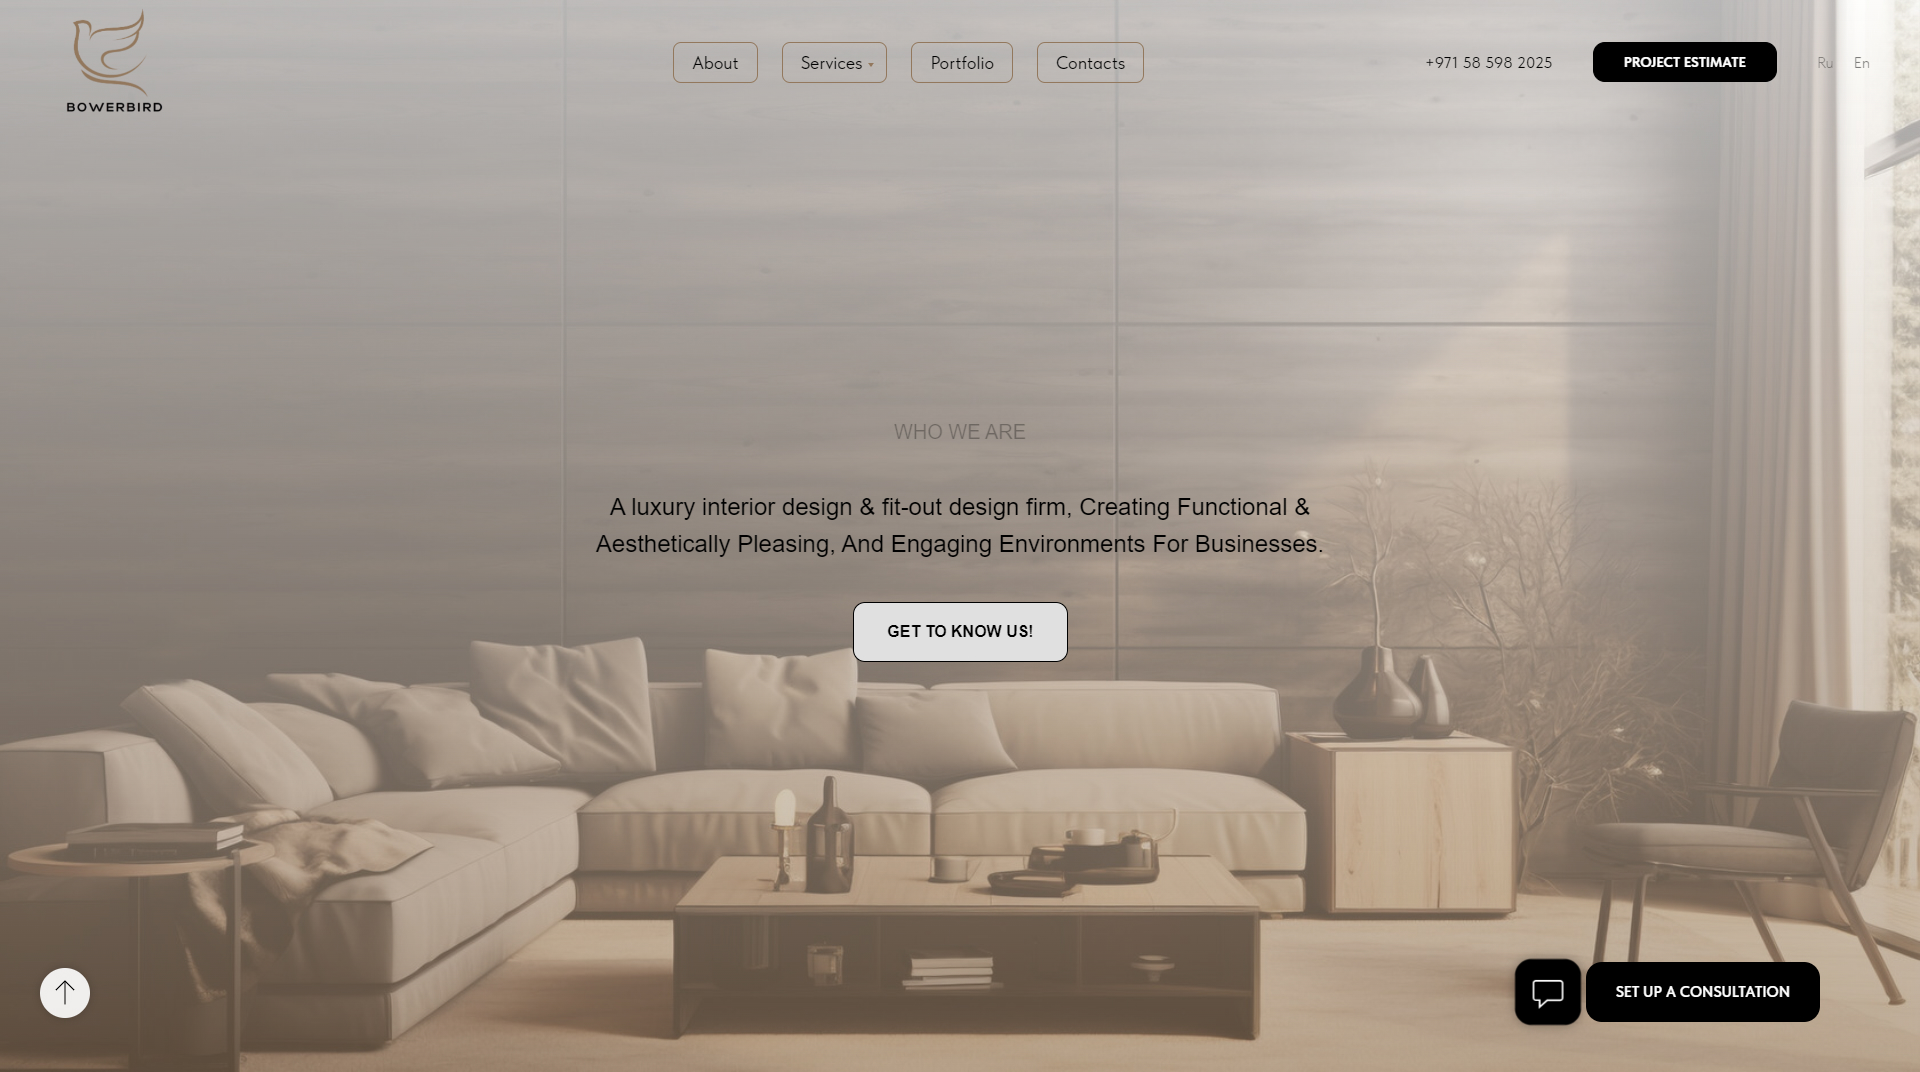 BOWERBIRD
About
Services
Portfolio
Contacts
+971 58 598 2025
PROJECT ESTIMATE
Ru
En
WHO WE ARE
A luxury interior design & fit-out design firm, Creating Functional &
Aesthetically Pleasing, And Engaging Environments For Businesses.
GET TO KNOW US!
SET UP A CONSULTATION